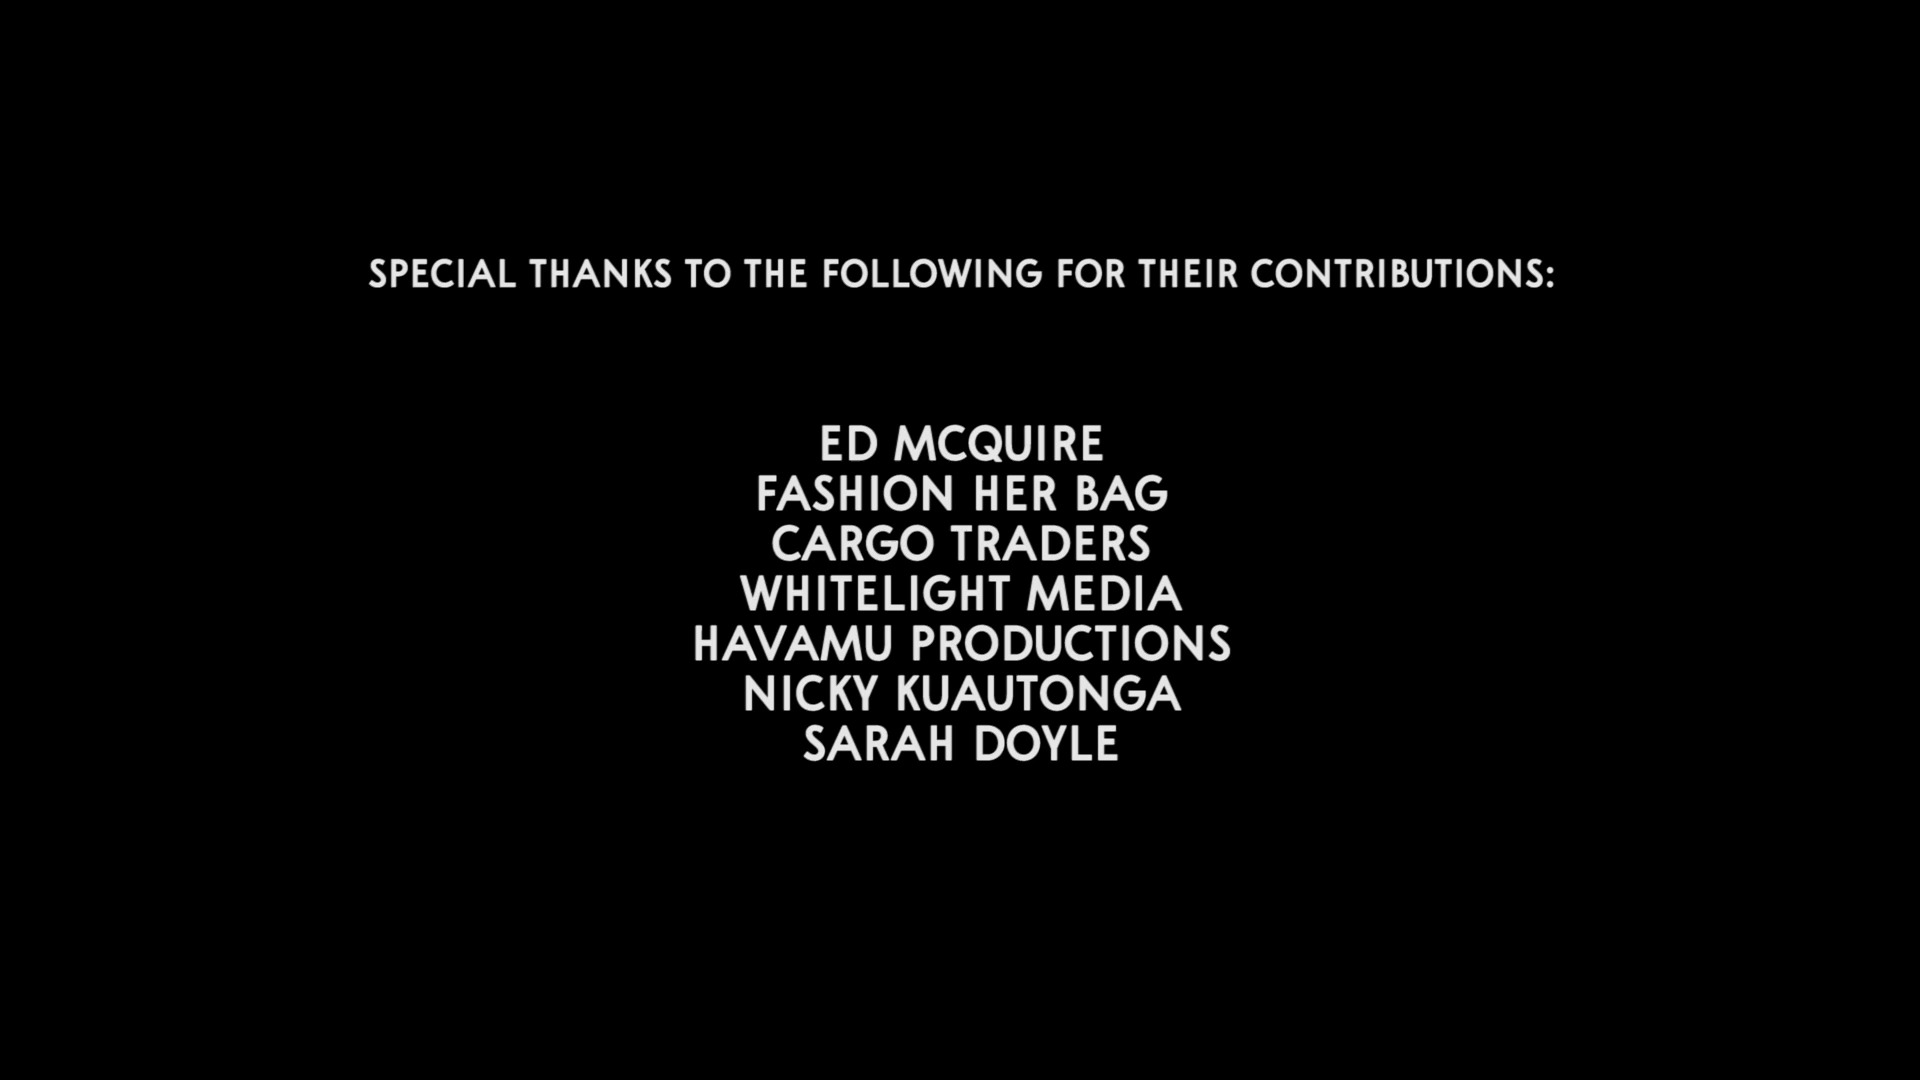 SPECIAL THANKS TO THE FOLLOWING FOR THEIR CONTRIBUTIONS:
ED MCQUIRE
FASHION HER BAG
CARGO TRADERS
WHITELIGHT MEDIA
HAVAMU PRODUCTIONS
NICKY KUAUTONGA
SARAH DOYLE